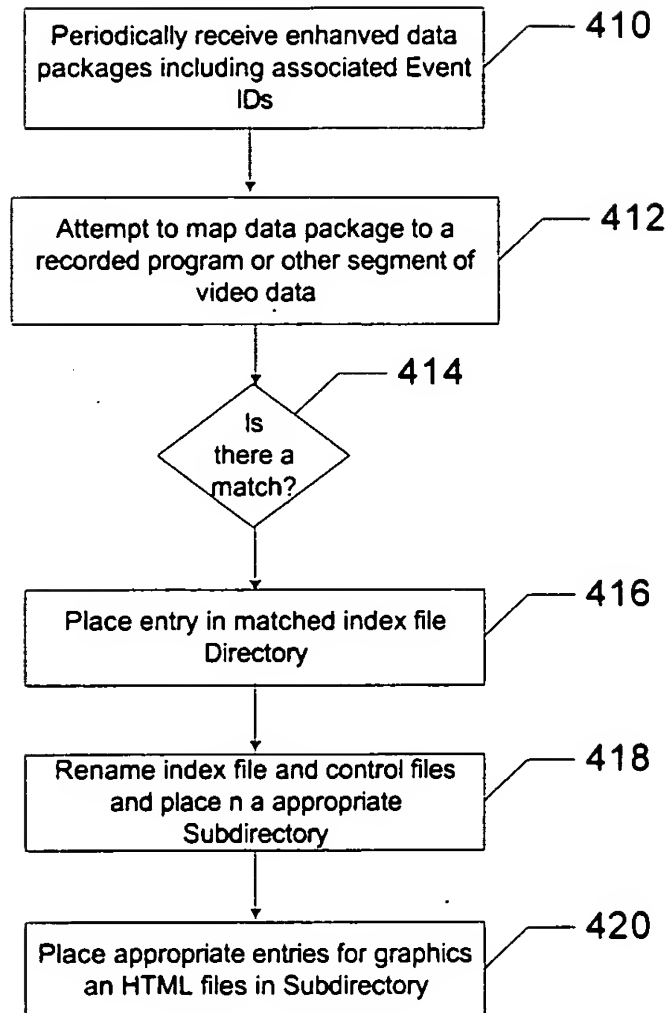 Periodically receive enhanved data
packages including associated Event
IDs
410
Attempt to map data package to a
recorded program or other segment of
video data
412
Is
there a
match?
414
Place entry in matched index file
Directory
416
Rename index file and control files
and place n a appropriate
Subdirectory
418
Place appropriate entries for graphics
an HTML files in Subdirectory
420